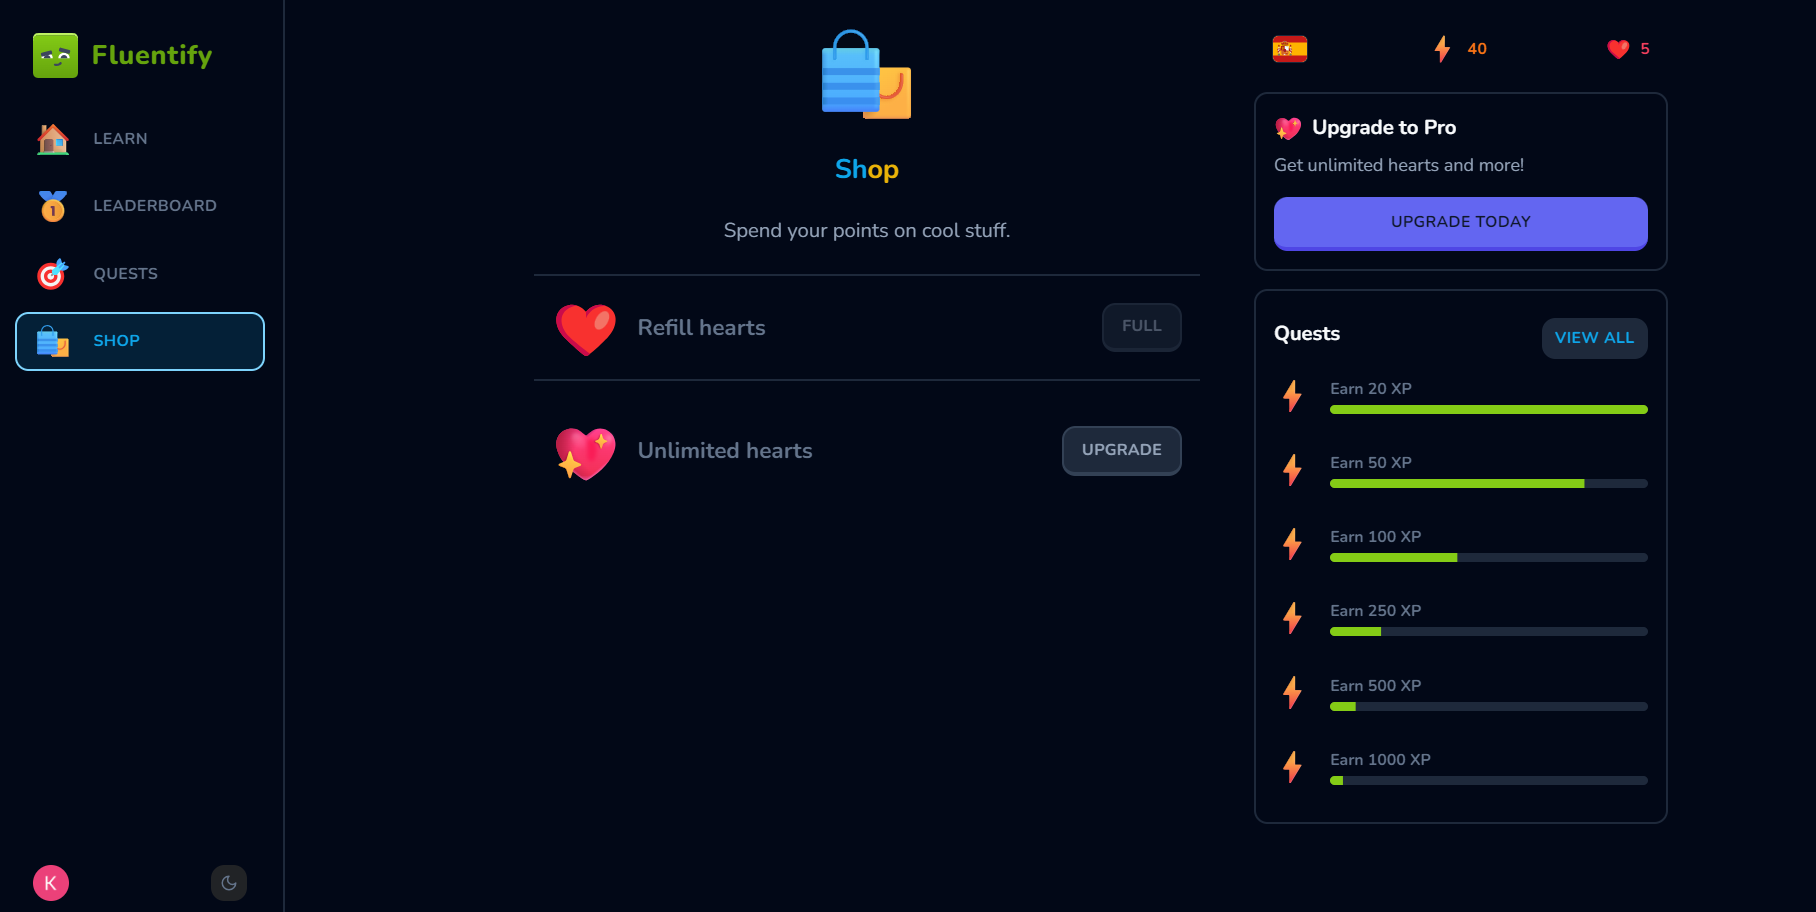 Fluentify
LEARN
LEADERBOARD
QUESTS
SHOP
K
Shop
Spend your points on cool stuff.
Refill hearts
FULL
Unlimited hearts
UPGRADE
40
5
Upgrade to Pro
Get unlimited hearts and more!
UPGRADE TODAY
Quests
VIEW ALL
Earn 20 XP
Earn 50 XP
Earn 100 XP
Earn 250 XP
Earn 500 XP
Earn 1000 XP